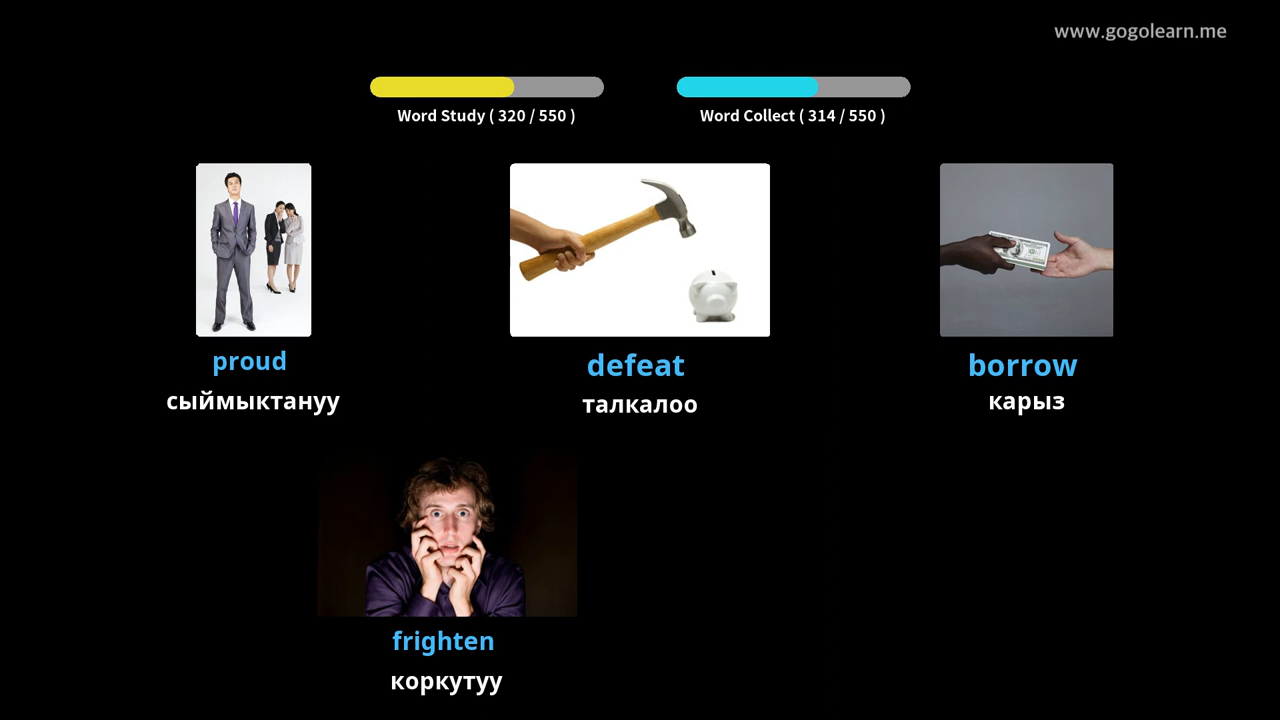 www.gogolearn.me
Word Study ( 320 / 550 )
Word Collect ( 314 / 550 )
proud
сыймыктануу
defeat
талкалоо
borrow
карыз
frighten
коркутуу